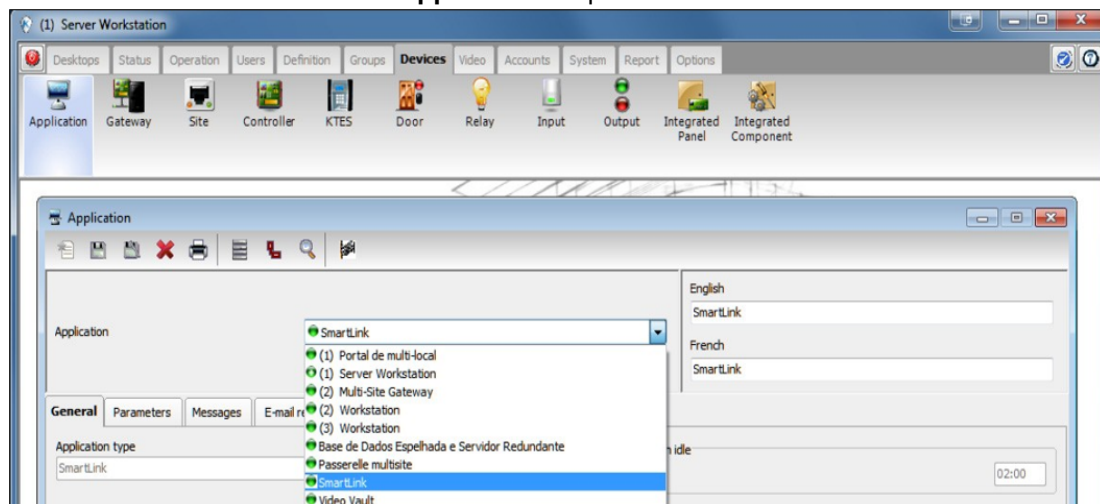 (1) Server Workstation
Desktops Status Operation Users Definition Groups Devices Video Accounts System Report Options
Application Gateway Site Controller KTES Door Relay Input Output Integrated Panel Integrated Component
Application
English
SmartLink
Application SmartLink
French
SmartLink
(1) Portal de multi-local
(1) Server Workstation
(2) Multi-Site Gateway
(2) Workstation
(3) Workstation
Base de Dados Espelhada e Servidor Redundante
Passerelle multisite
SmartLink
Video Vault
General Parameters Messages E-mail re
Application type
SmartLink
idle
02:00